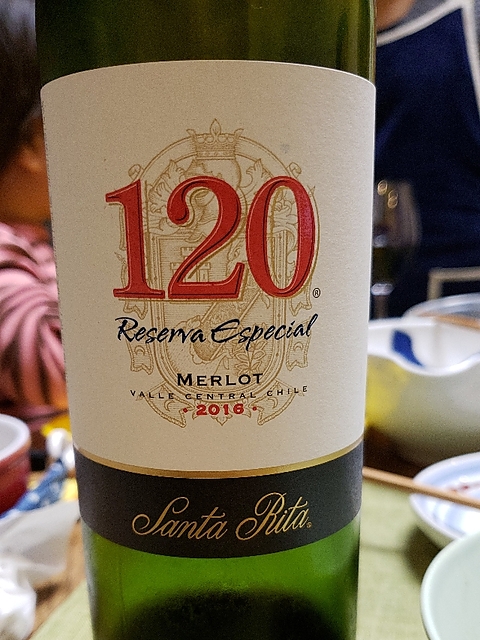 120®
Reserva Especial
MERLOT
VALLE CENTRAL CHILE
• 2016 •
Santa Rita®